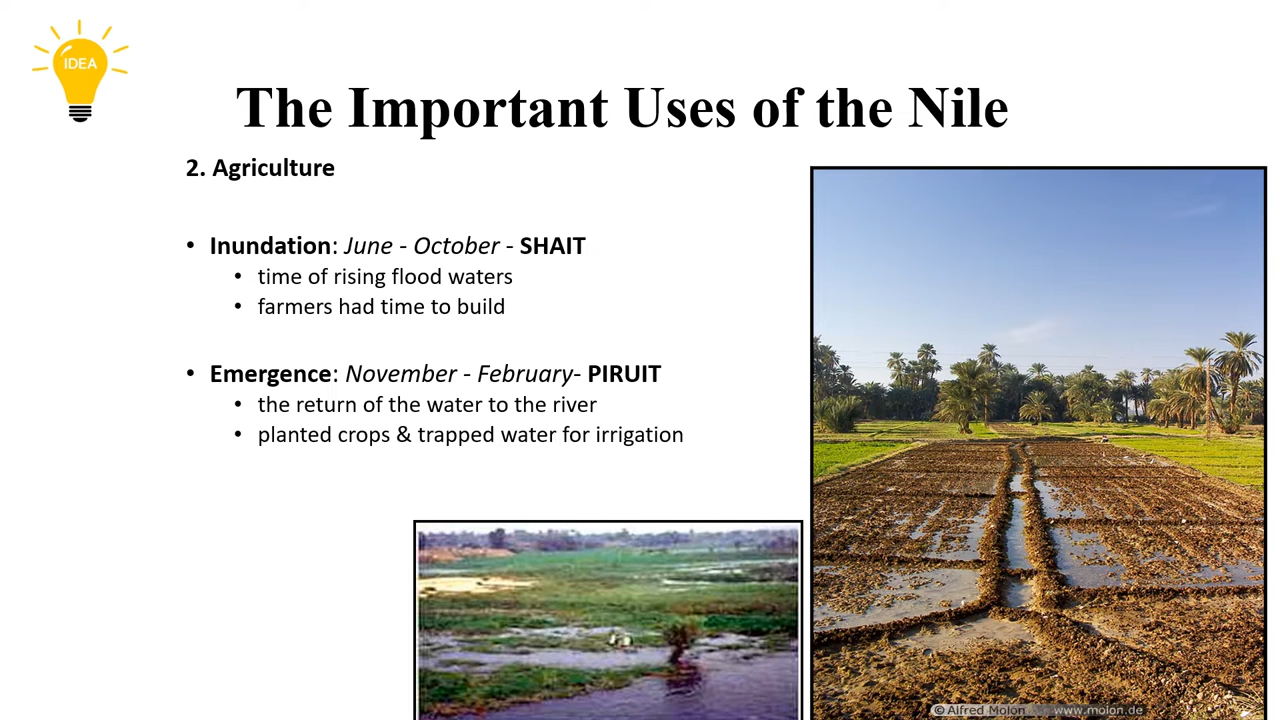 IDEA
The Important Uses of the Nile
2. Agriculture
• Inundation: June - October - SHAIT
• time of rising flood waters
• farmers had time to build
• Emergence: November - February- PIRUIT
• the return of the water to the river
• planted crops & trapped water for irrigation
© Alfred Molon www.molon.de